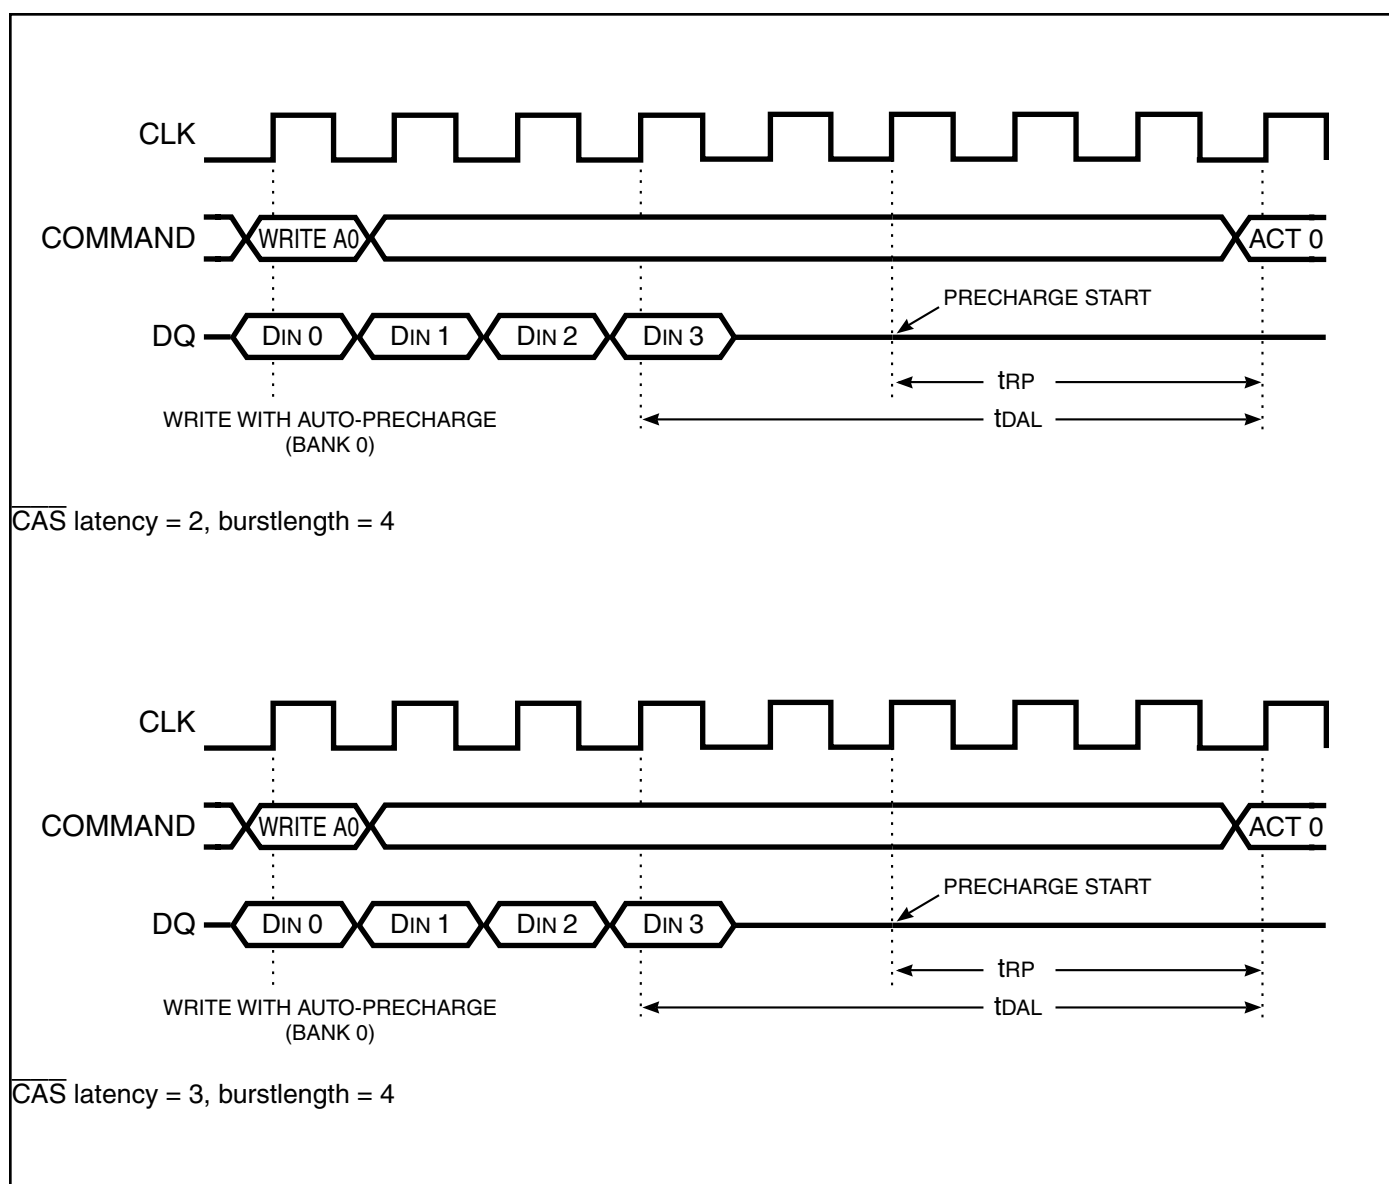 CLK
COMMAND WRITE A0 ACT 0
PRECHARGE START
DQ DIN 0 DIN 1 DIN 2 DIN 3
tRP
WRITE WITH AUTO-PRECHARGE tDAL
(BANK 0)
CAS latency = 2, burstlength = 4
CLK
COMMAND WRITE A0 ACT 0
PRECHARGE START
DQ DIN 0 DIN 1 DIN 2 DIN 3
tRP
WRITE WITH AUTO-PRECHARGE tDAL
(BANK 0)
CAS latency = 3, burstlength = 4